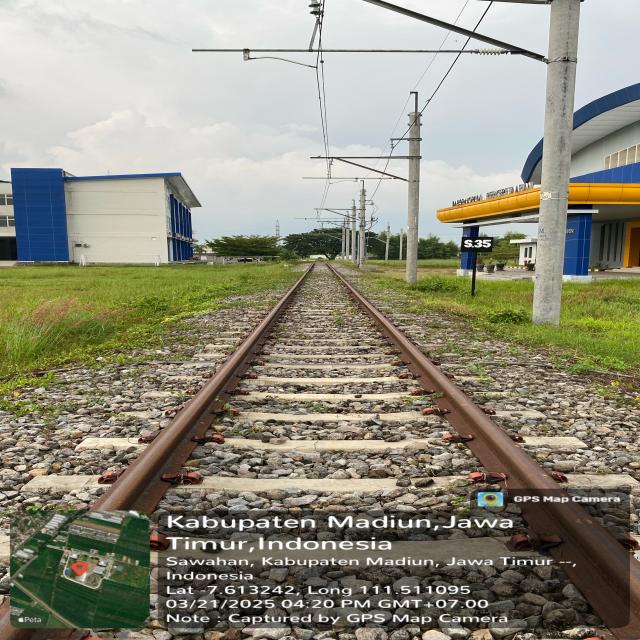 S.35
GPS Map Camera
Kabupaten Madiun,Jawa
Timur,Indonesia
Sawahan, Kabupaten Madiun, Jawa Timur --,
Indonesia
Lat -7.613242, Long 111.511095
03/21/2025 04:20 PM GMT+07.00
Note : Captured by GPS Map Camera
Peta